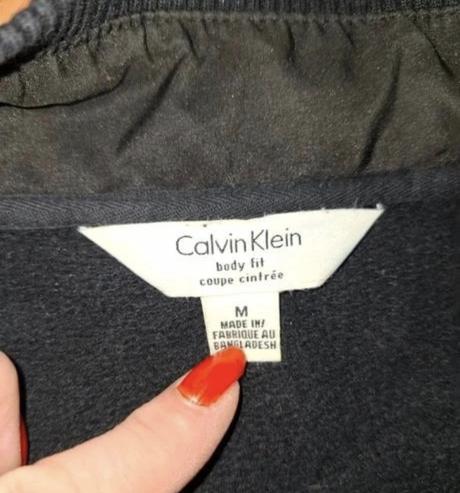 Calvin Klein
body fit
coupe cintrée
M
MADE IN/
FABRIQUE AU
BANGLADESH